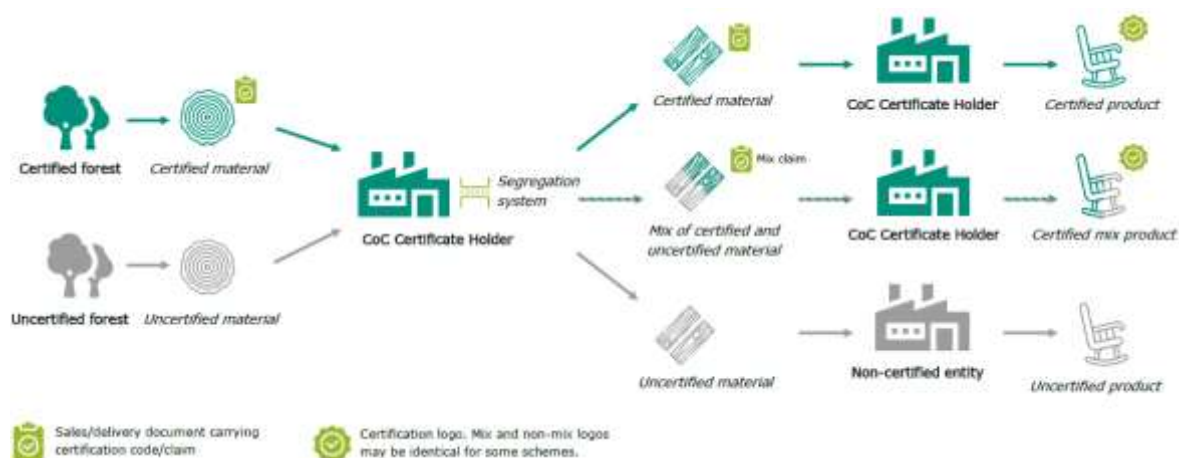 Certified forest
Certified material
Uncertified forest
Uncertified material
CoC Certificate Holder
Segregation
system
Certified material
CoC Certificate Holder
Certified product
Mix claim
Mix of certified and
uncertified material
CoC Certificate Holder
Certified mix product
Uncertified material
Non-certified entity
Uncertified product
Sales/delivery document carrying
certification code/claim
Certification logo. Mix and non-mix logos
may be identical for some schemes.